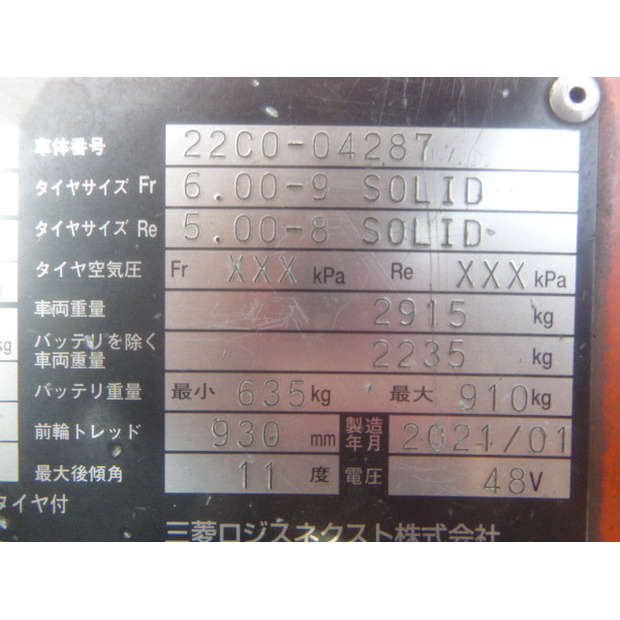 車体番号 22C0-04287
タイヤサイズ Fr 6.00-9 SOLID
タイヤサイズ Re 5.00-8 SOLID
タイヤ空気圧 Fr XXX kPa Re XXX kPa
車両重量 2915 kg
kg バッテリを除く車両重量 2235 kg
バッテリ重量 最小 635 kg 最大 910 kg
前輪トレッド 930 mm 製造年月 2021/01
最大後傾角 11 度 電圧 48V
タイヤ付
三菱ロジスネクスト株式会社